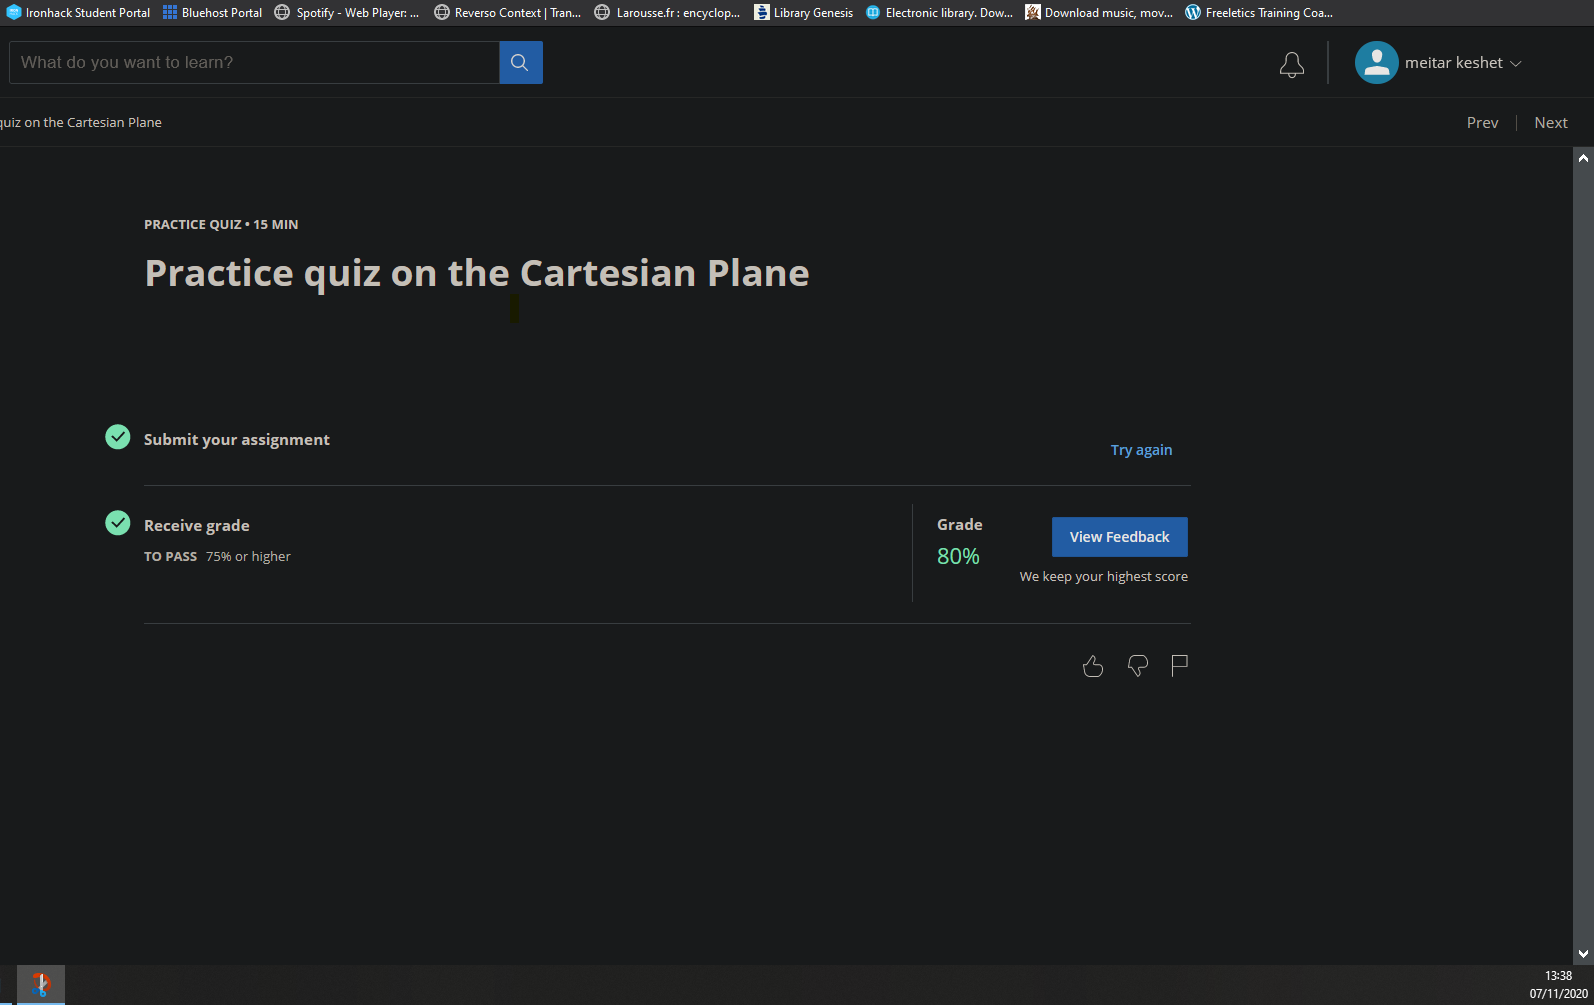 Ironhack Student Portal Bluehost Portal Spotify - Web Player: ... Reverso Context | Tran... Larousse.fr : encyclop... Library Genesis Electronic library. Dow... Download music, mov... Freeletics Training Coa...
What do you want to learn? meitar keshet
quiz on the Cartesian Plane Prev | Next
PRACTICE QUIZ • 15 MIN
Practice quiz on the Cartesian Plane
Submit your assignment
Try again
Receive grade
TO PASS 75% or higher
Grade
80%
View Feedback
We keep your highest score
13:38
07/11/2020